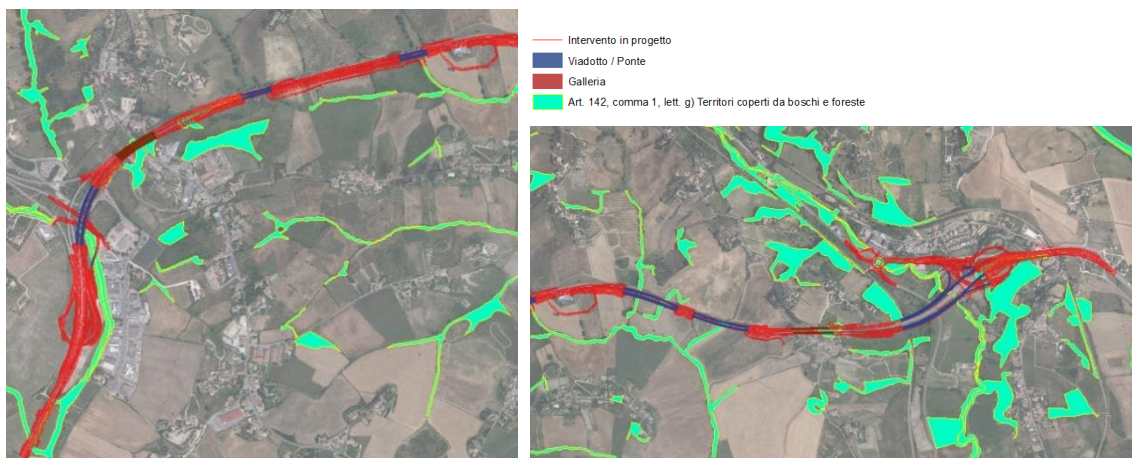 Intervento in progetto
Viadotto / Ponte
Galleria
Art. 142, comma 1, lett. g) Territori coperti da boschi e foreste